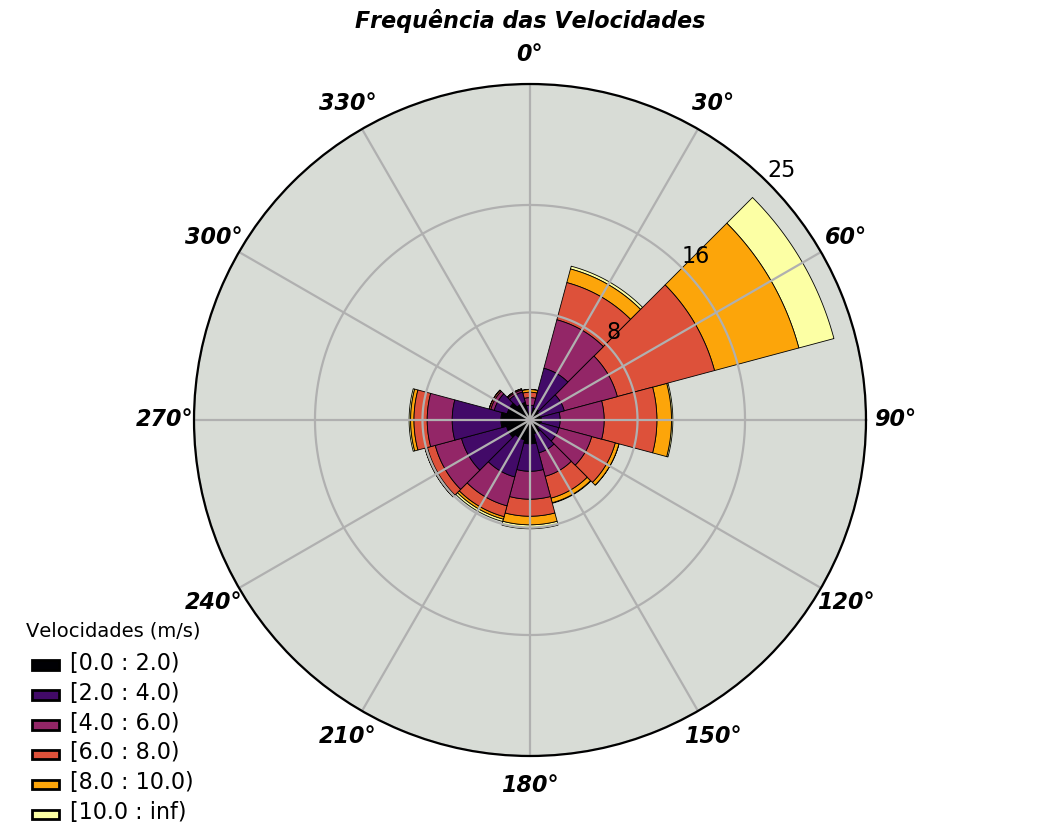 Frequência das Velocidades
0°
330°
30°
25
300°
60°
16
8
270°
90°
240°
120°
210°
150°
180°
Velocidades (m/s)
[0.0 : 2.0)
[2.0 : 4.0)
[4.0 : 6.0)
[6.0 : 8.0)
[8.0 : 10.0)
[10.0 : inf)